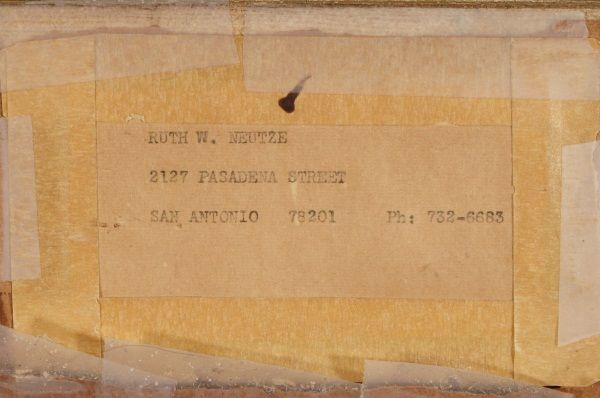 RUTH W. NEUTZE
2127 PASADENA STREET
SAN ANTONIO 78201 Ph: 732-6683